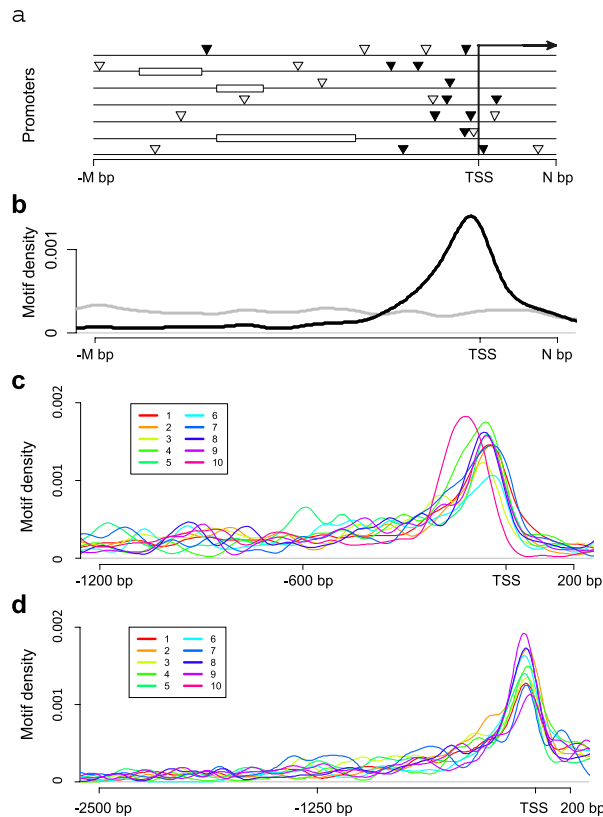 a
Promoters
-M bp
TSS
N bp
b
Motif density
0.001
0
-M bp
TSS
N bp
c
Motif density
0.002
0.001
0
1 6
2 7
3 8
4 9
5 10
-1200 bp
-600 bp
TSS
200 bp
d
Motif density
0.002
0.001
0
1 6
2 7
3 8
4 9
5 10
-2500 bp
-1250 bp
TSS
200 bp